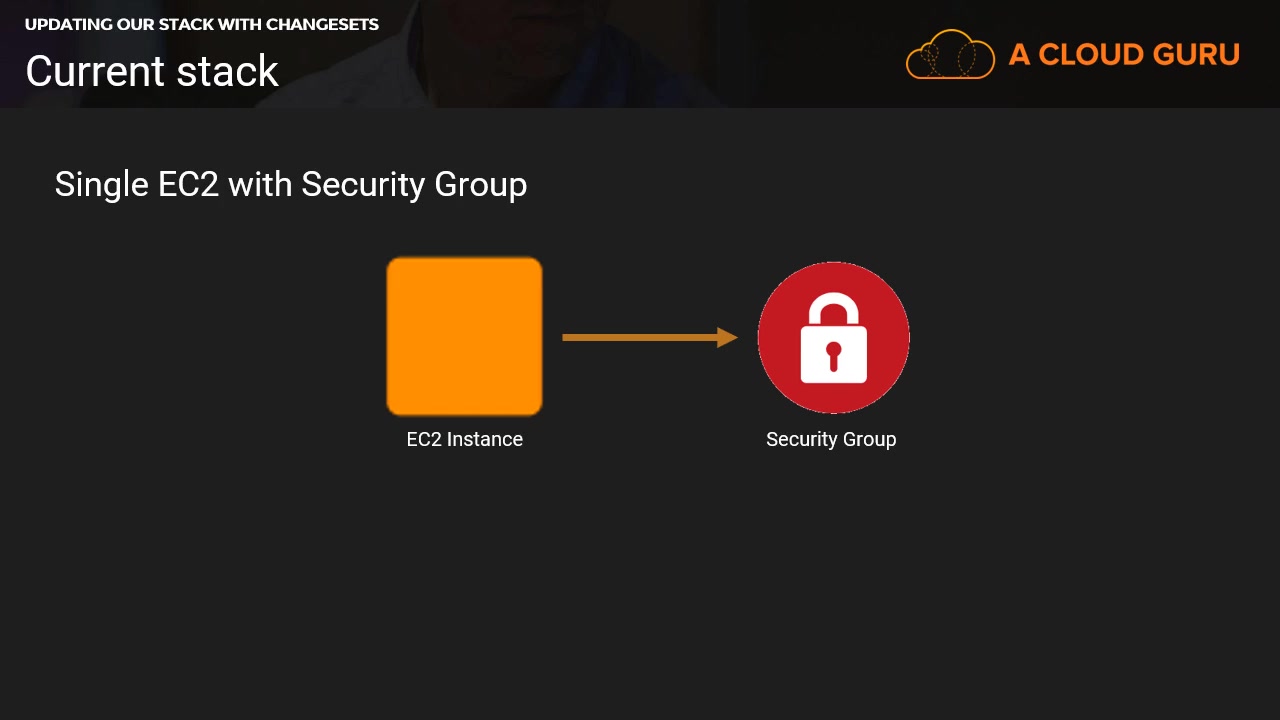 UPDATING OUR STACK WITH CHANGESETS
Current stack
A CLOUD GURU
Single EC2 with Security Group
EC2 Instance
Security Group